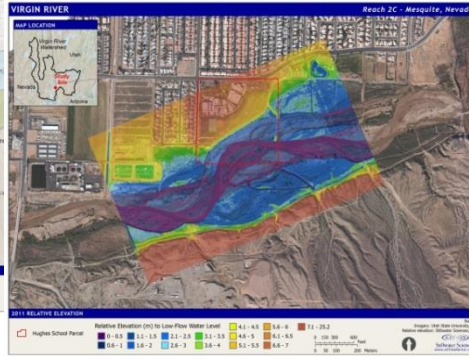 VIRGIN RIVER
Reach 2C - Mesquite, Nevad
MAP LOCATION
Virgin River
Watershed
Utah
Study
Site
Nevada
Arizona
2011 RELATIVE ELEVATION
Hughes School Parcel
Relative Elevation (m) to Low-Flow Water Level
0 - 0.5
1.1 - 1.5
2.1 - 2.5
3.1 - 3.5
4.1 - 4.5
5.6 - 6
7.1 - 25.2
0.6 - 1
1.6 - 2
2.6 - 3
3.6 - 4
4.6 - 5
6.1 - 6.5
5.1 - 5.5
6.6 - 7
Feet
Meters